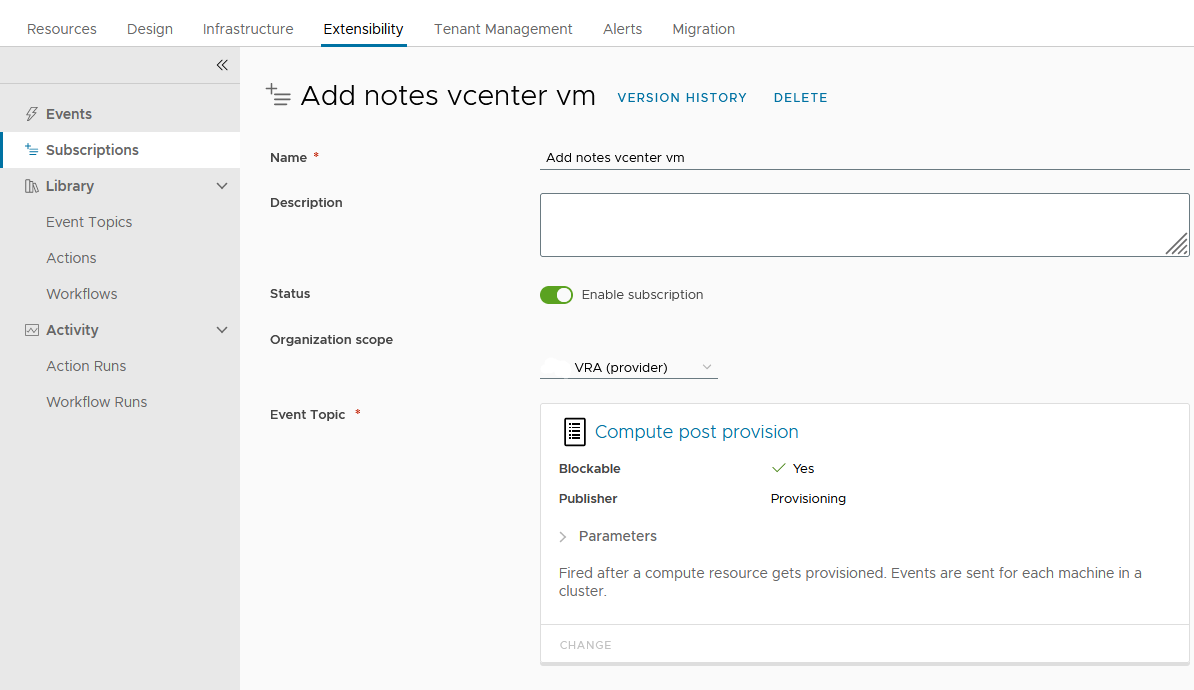 Resources Design Infrastructure Extensibility Tenant Management Alerts Migration
Events
Subscriptions
Library
Event Topics
Actions
Workflows
Activity
Action Runs
Workflow Runs
Add notes vcenter vm VERSION HISTORY DELETE
Name * Add notes vcenter vm
Description
Status Enable subscription
Organization scope
VRA (provider)
Event Topic * Compute post provision
Blockable Yes
Publisher Provisioning
Parameters
Fired after a compute resource gets provisioned. Events are sent for each machine in a
cluster.
CHANGE